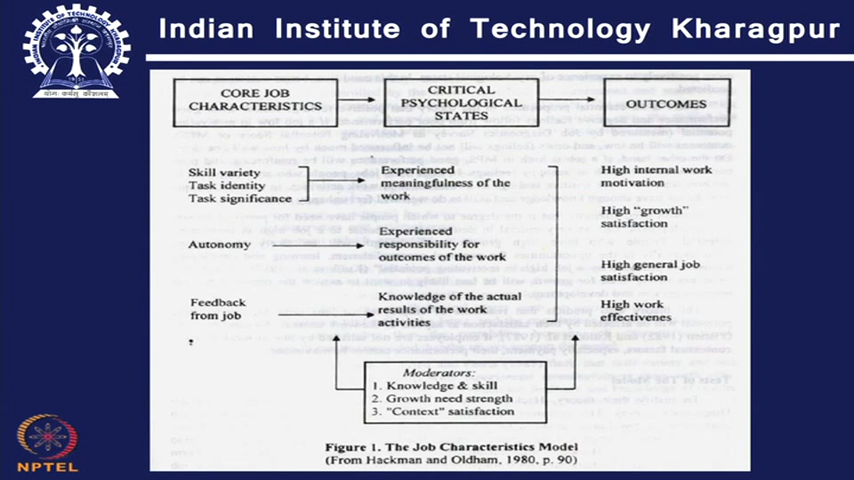 Indian Institute of Technology Kharagpur
CORE JOB
CHARACTERISTICS
CRITICAL
PSYCHOLOGICAL
STATES
OUTCOMES
Skill variety
Task identity
Task significance
Experienced
meaningfulness of the
work
High internal work
motivation
High "growth"
satisfaction
Autonomy
Experienced
responsibility for
outcomes of the work
High general job
satisfaction
Feedback
from job
Knowledge of the actual
results of the work
activities
High work
effectivenes
Moderators:
1. Knowledge & skill
2. Growth need strength
3. "Context" satisfaction
Figure 1. The Job Characteristics Model
(From Hackman and Oldham, 1980, p. 90)
NPTEL